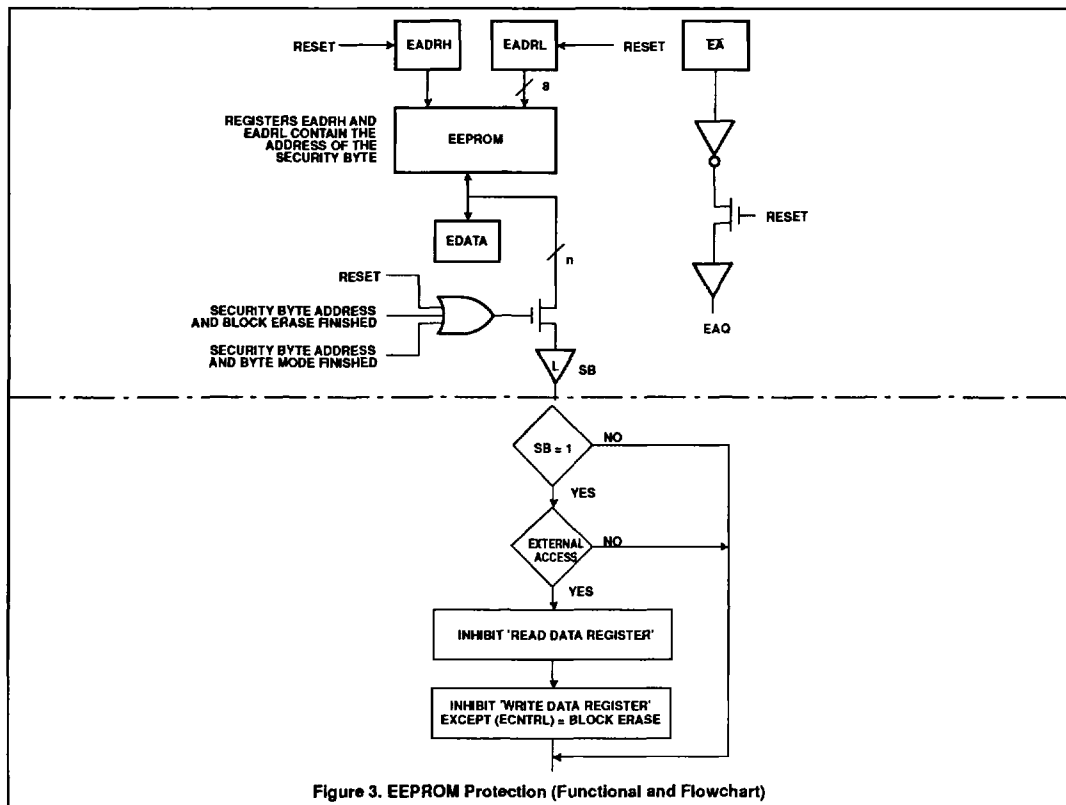 RESET
EADRH
EADRL
RESET
EA
8
REGISTERS EADRH AND
EADRL CONTAIN THE
ADDRESS OF THE
SECURITY BYTE
EEPROM
RESET
EDATA
n
RESET
SECURITY BYTE ADDRESS
AND BLOCK ERASE FINISHED
SECURITY BYTE ADDRESS
AND BYTE MODE FINISHED
EAQ
L
SB
SB = 1
NO
YES
EXTERNAL
ACCESS
NO
YES
INHIBIT 'READ DATA REGISTER'
INHIBIT 'WRITE DATA REGISTER'
EXCEPT (ECNTRL) = BLOCK ERASE
Figure 3. EEPROM Protection (Functional and Flowchart)